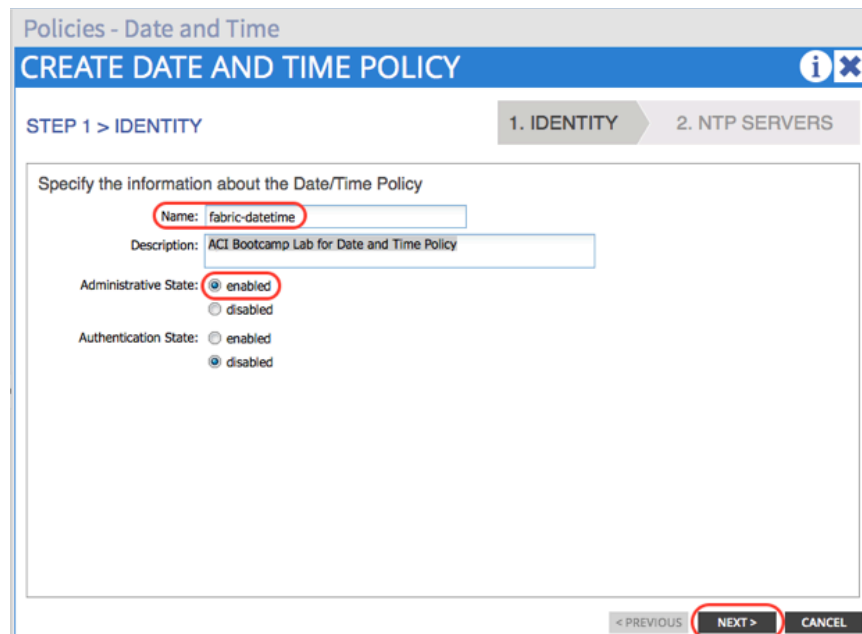 Policies - Date and Time
CREATE DATE AND TIME POLICY
i
STEP 1 > IDENTITY
1. IDENTITY
2. NTP SERVERS
Specify the information about the Date/Time Policy
Name: fabric-datetime
Description: ACI Bootcamp Lab for Date and Time Policy
Administrative State: enabled
disabled
Authentication State: enabled
disabled
< PREVIOUS NEXT > CANCEL